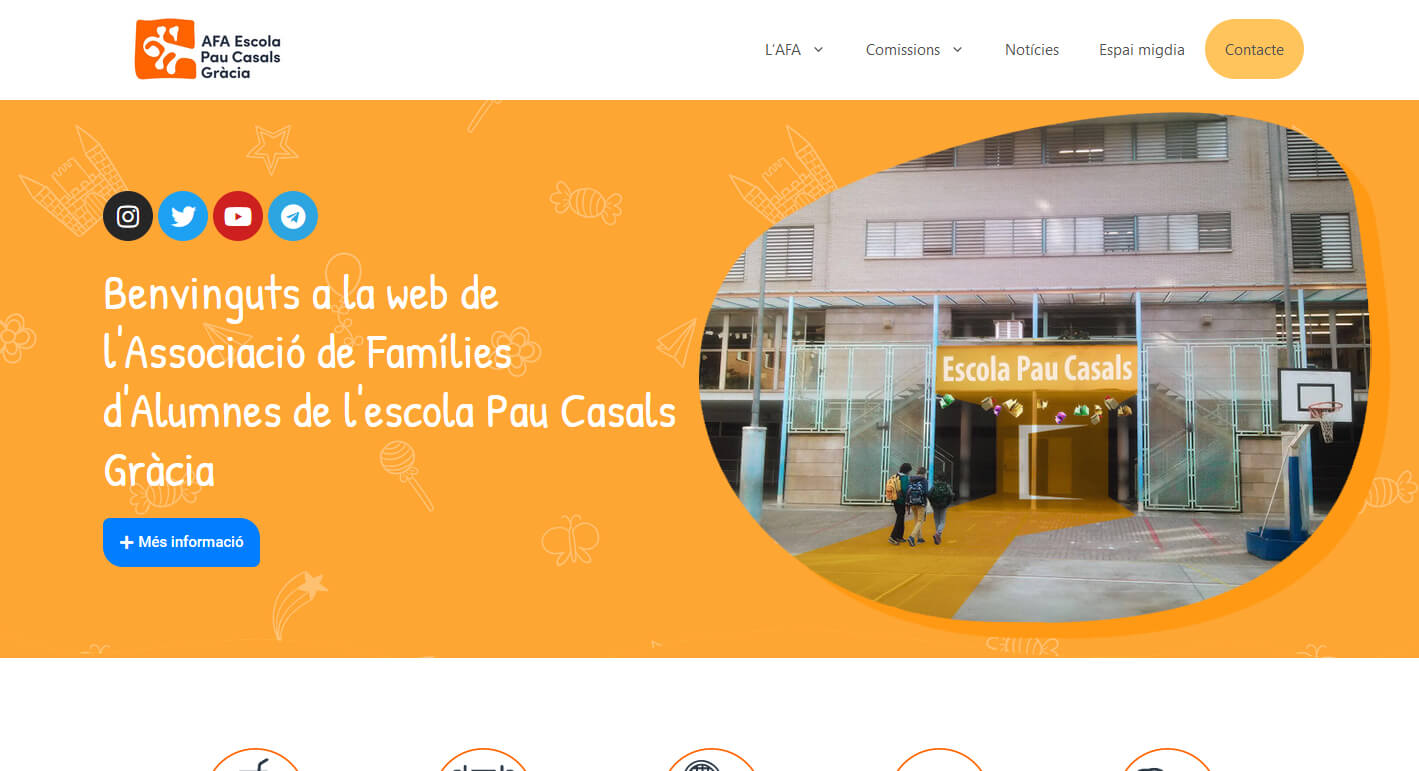 AFA Escola
Pau Casals
Gràcia
L'AFA
Comissions
Notícies
Espai migdia
Contacte
Benvinguts a la web de
l'Associació de Famílies
d'Alumnes de l'escola Pau Casals
Gràcia
Més informació
Escola Pau Casals